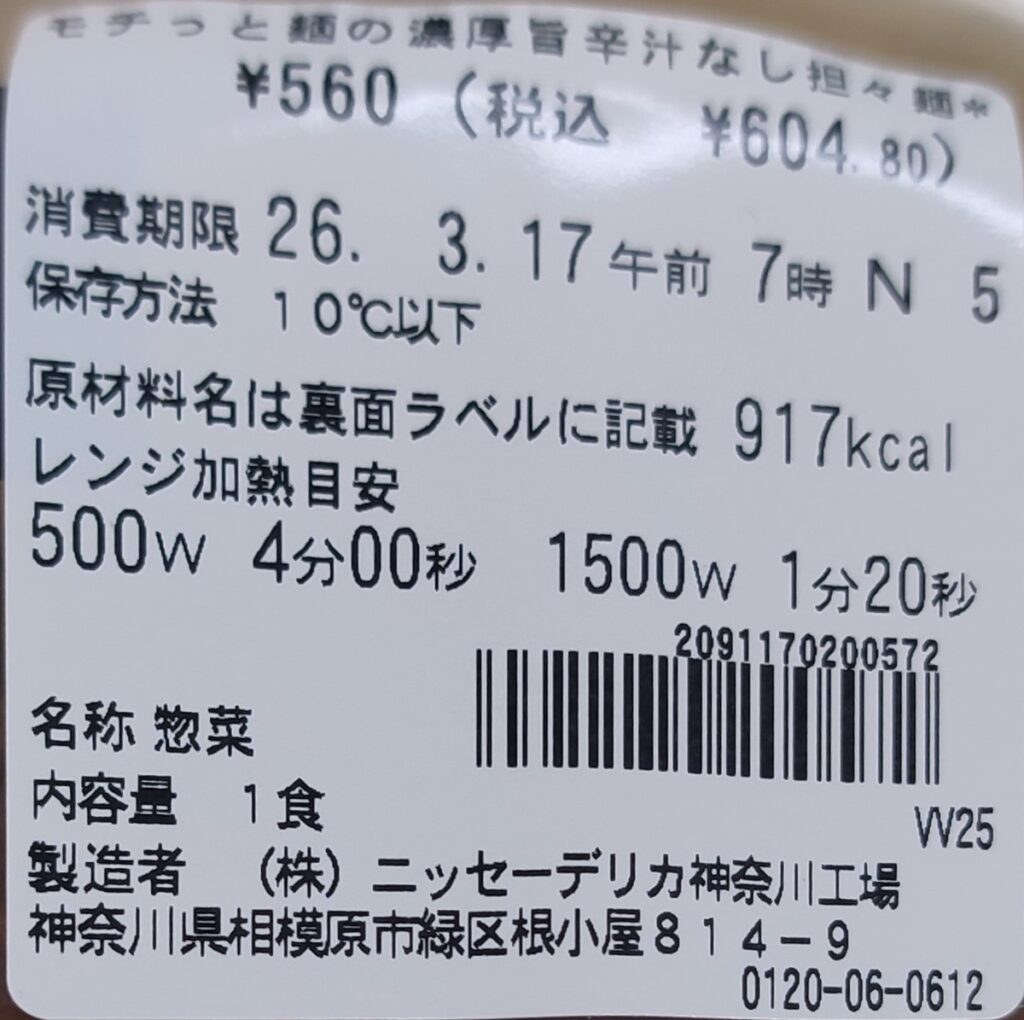 モチっと麺の濃厚旨辛汁なし担々麺*
¥560（税込 ¥604.80）
消費期限 26. 3. 17 午前 7時 N 5
保存方法 10℃以下
原材料名は裏面ラベルに記載 917kcal
レンジ加熱目安
500W 4分00秒 1500W 1分20秒
2091170200572
名称 惣菜
内容量 1食
VV25
製造者 （株）ニッセーデリカ神奈川工場
神奈川県相模原市緑区根小屋814-9
0120-06-0612